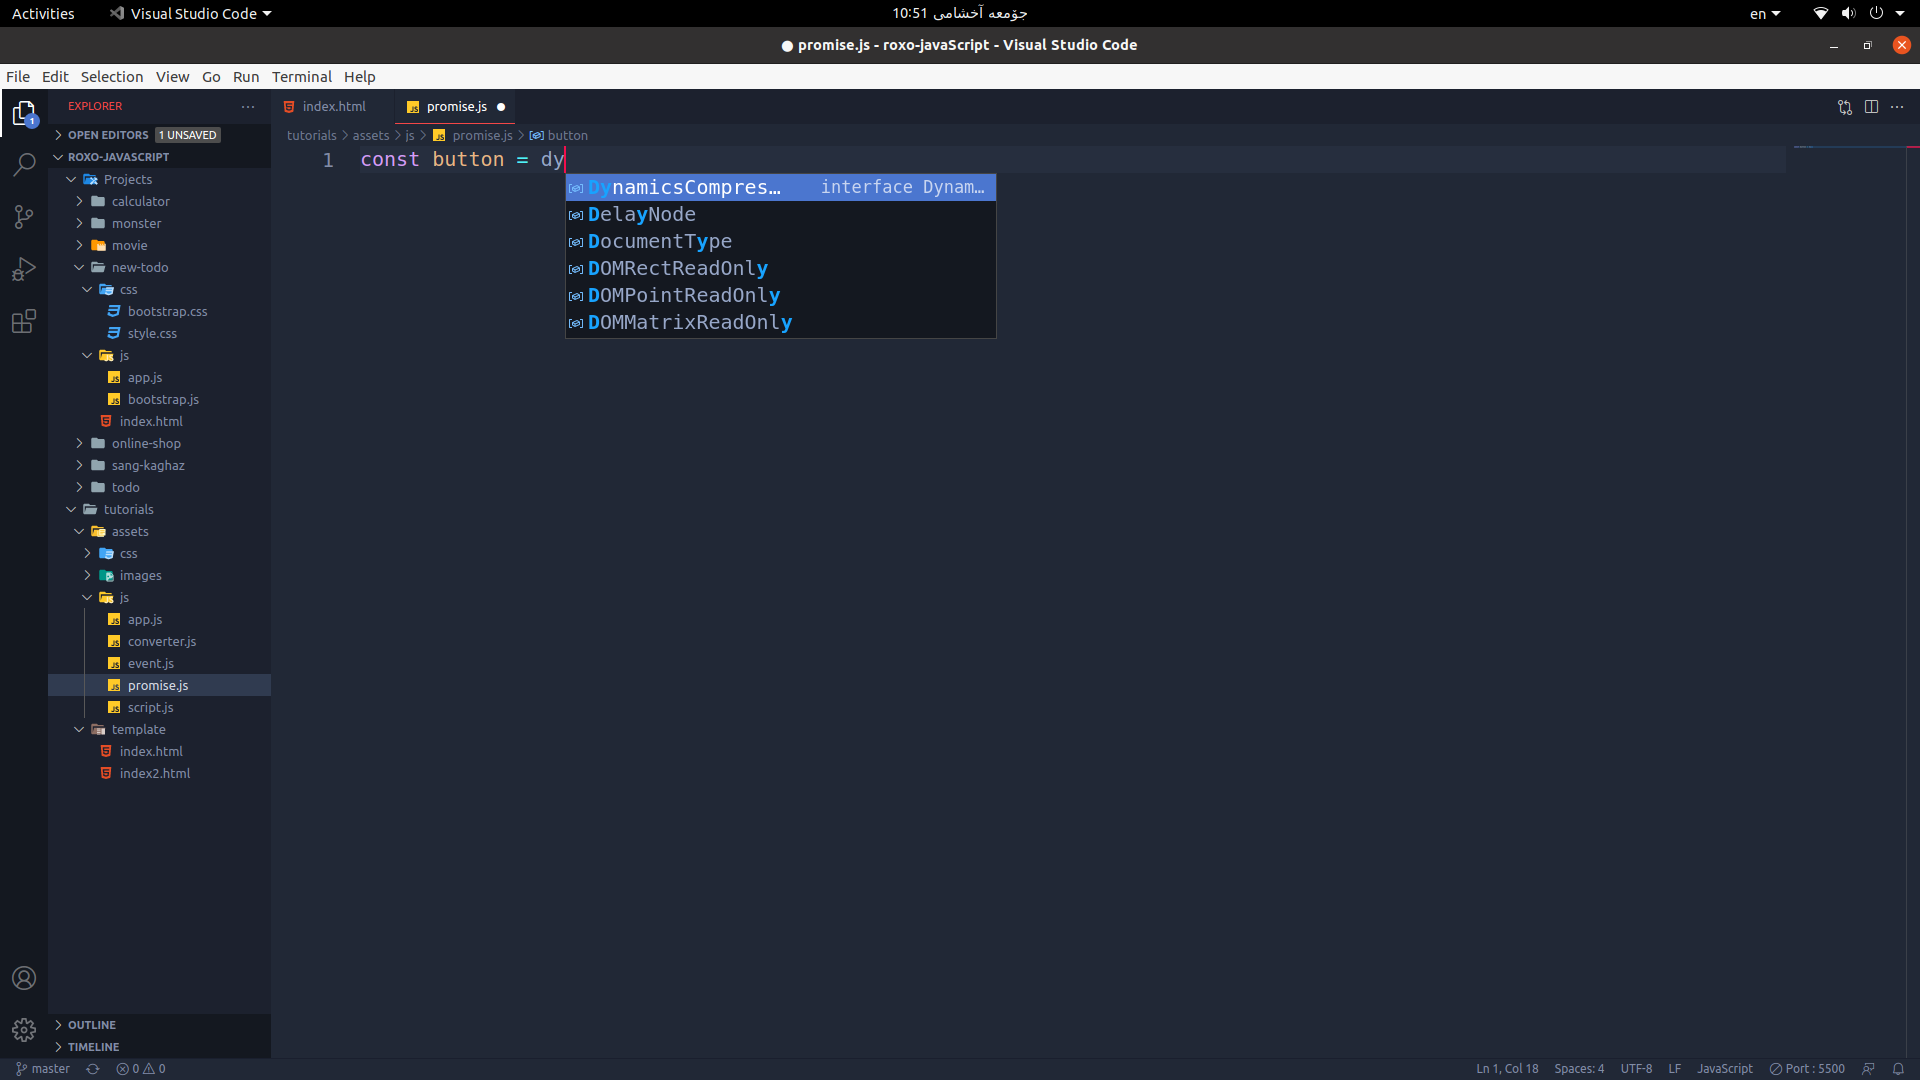 Activities
Visual Studio Code
جۆمعه آخشامی 10:51
en
● promise.js - roxo-javaScript - Visual Studio Code
File Edit Selection View Go Run Terminal Help
1
EXPLORER
OPEN EDITORS 1 UNSAVED
ROXO-JAVASCRIPT
Projects
calculator
monster
movie
new-todo
css
bootstrap.css
style.css
js
app.js
bootstrap.js
index.html
online-shop
sang-kaghaz
todo
tutorials
assets
css
images
js
app.js
converter.js
event.js
promise.js
script.js
template
index.html
index2.html
OUTLINE
TIMELINE
index.html
promise.js
tutorials > assets > js > promise.js > button
1 const button = dy
DynamicsCompres… interface Dynam…
DelayNode
DocumentType
DOMRectReadOnly
DOMPointReadOnly
DOMMatrixReadOnly
master 0 0
Ln 1, Col 18 Spaces: 4 UTF-8 LF JavaScript Port : 5500